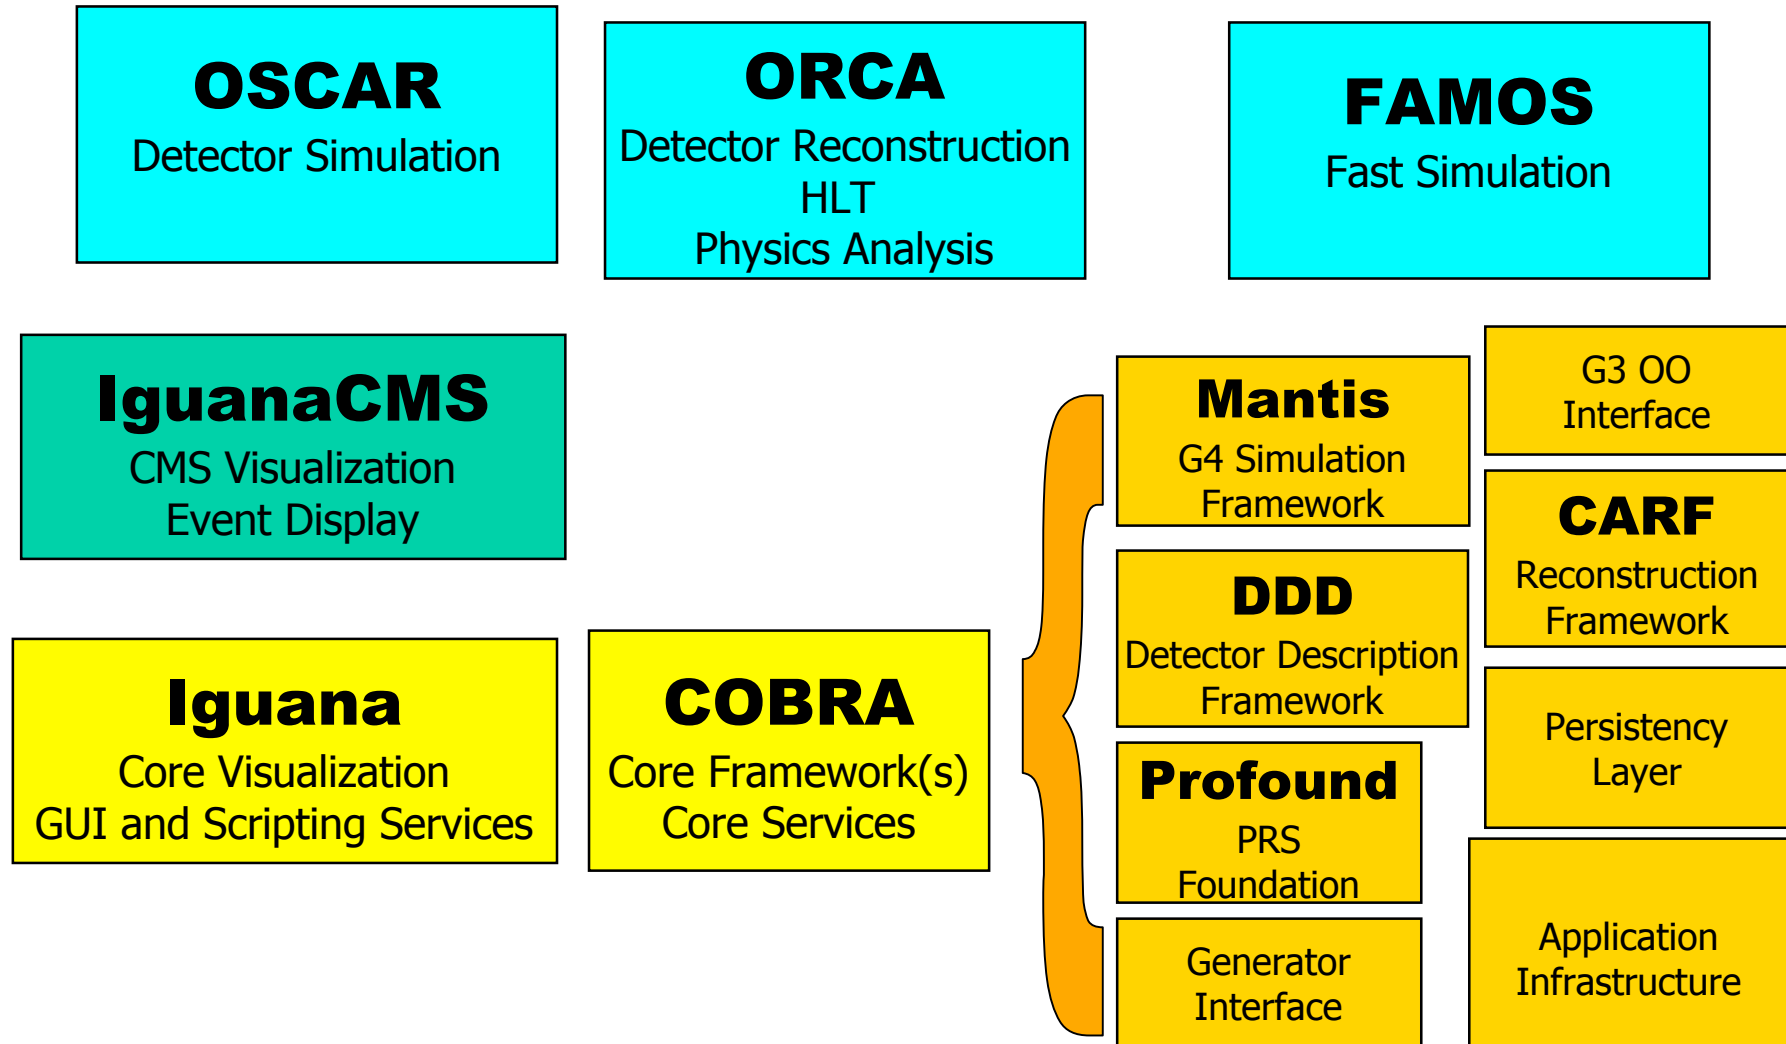 OSCAR
Detector Simulation
ORCA
Detector Reconstruction
HLT
Physics Analysis
FAMOS
Fast Simulation
IguanaCMS
CMS Visualization
Event Display
Iguana
Core Visualization
GUI and Scripting Services
COBRA
Core Framework(s)
Core Services
Mantis
G4 Simulation
Framework
DDD
Detector Description
Framework
Profound
PRS
Foundation
Generator
Interface
G3 OO
Interface
CARF
Reconstruction
Framework
Persistency
Layer
Application
Infrastructure